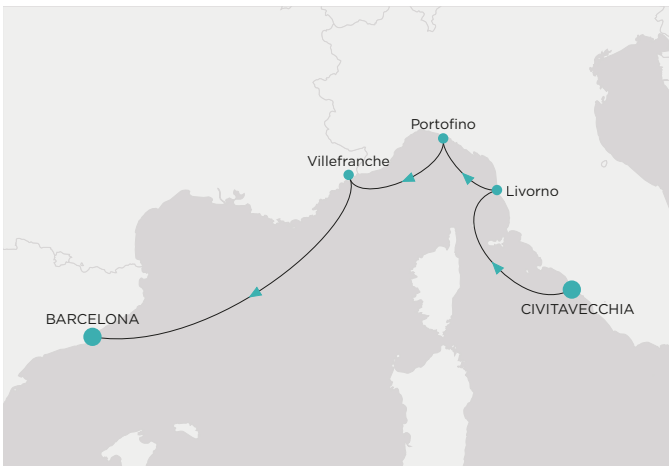 Portofino
Villefranche
Livorno
CIVITAVECCHIA
BARCELONA